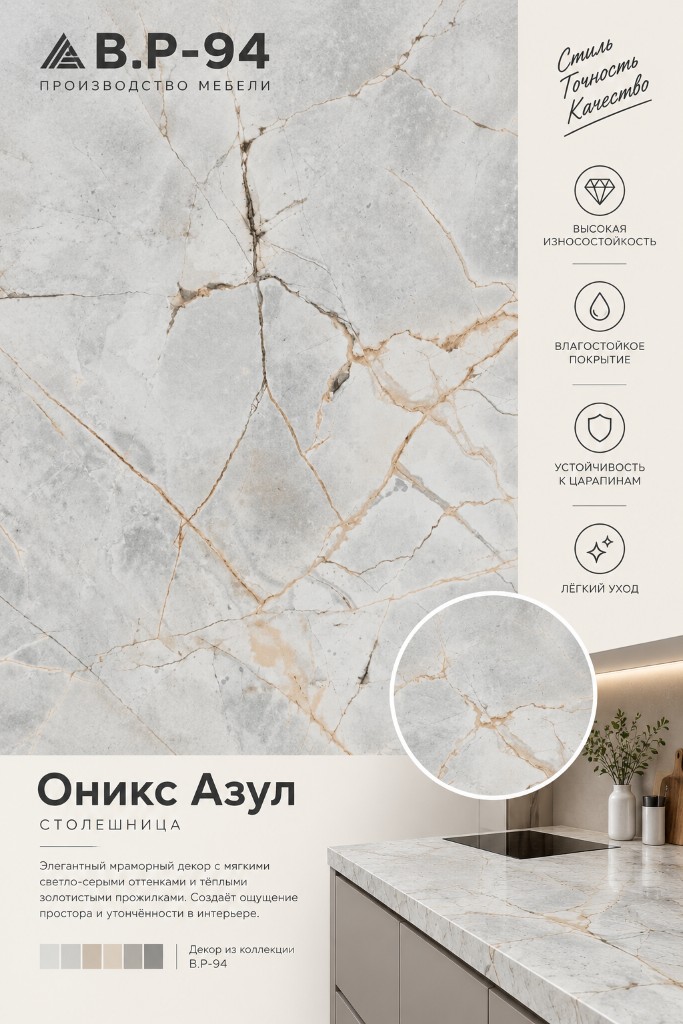 В.Р-94
ПРОИЗВОДСТВО МЕБЕЛИ
Стиль
Точность
Качество
ВЫСОКАЯ
ИЗНОСОСТОЙКОСТЬ
ВЛАГОСТОЙКОЕ
ПОКРЫТИЕ
УСТОЙЧИВОСТЬ
К ЦАРАПИНАМ
ЛЁГКИЙ УХОД
Оникс Азул
СТОЛЕШНИЦА
Элегантный мраморный декор с мягкими
светло-серыми оттенками и тёплыми
золотистыми прожилками. Создаёт ощущение
простора и утончённости в интерьере.
Декор из коллекции
В.Р-94